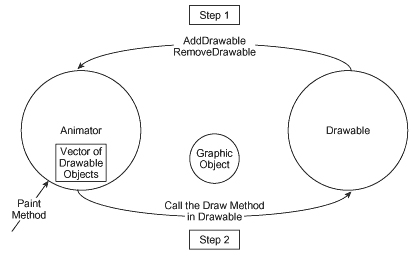 Step 1
AddDrawable
RemoveDrawable
Animator
Vector of
Drawable
Objects
Graphic
Object
Drawable
Paint
Method
Call the Draw Method
in Drawable
Step 2